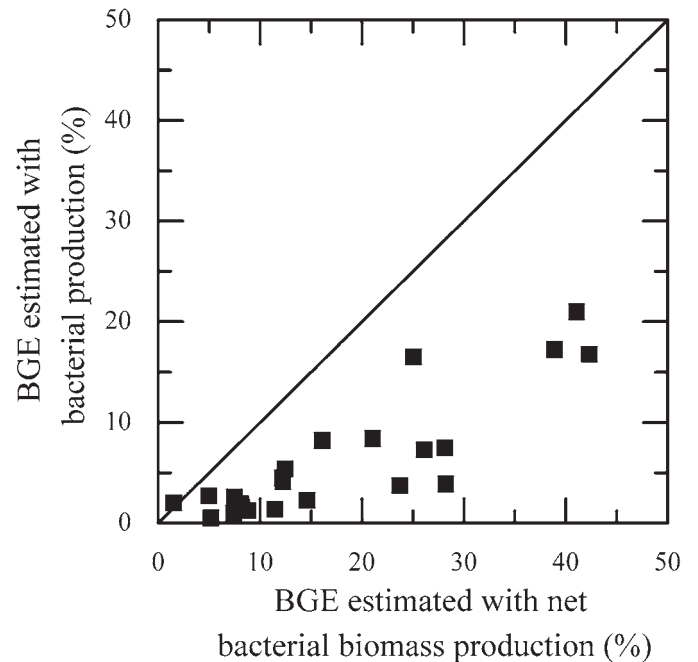 BGE estimated with
bacterial production (%)
50
40
30
20
10
0
0 10 20 30 40 50
BGE estimated with net
bacterial biomass production (%)